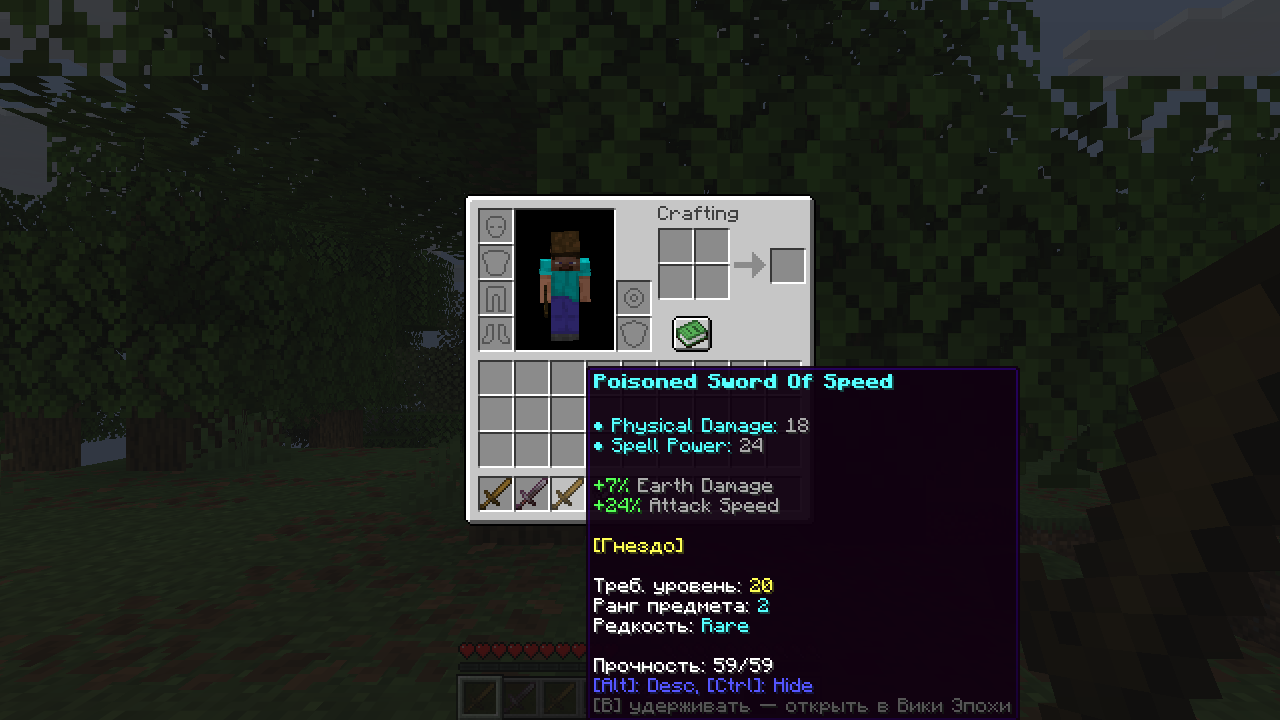 Crafting
Poisoned Sword Of Speed
• Physical Damage: 18
• Spell Power: 24
+7% Earth Damage
+24% Attack Speed
[Гнездо]
Треб. уровень: 20
Ранг предмета: 2
Редкость: Rare
Прочность: 59/59
[Alt]: Desc, [Ctrl]: Hide
[B] удерживать — открыть в Вики Эпохи